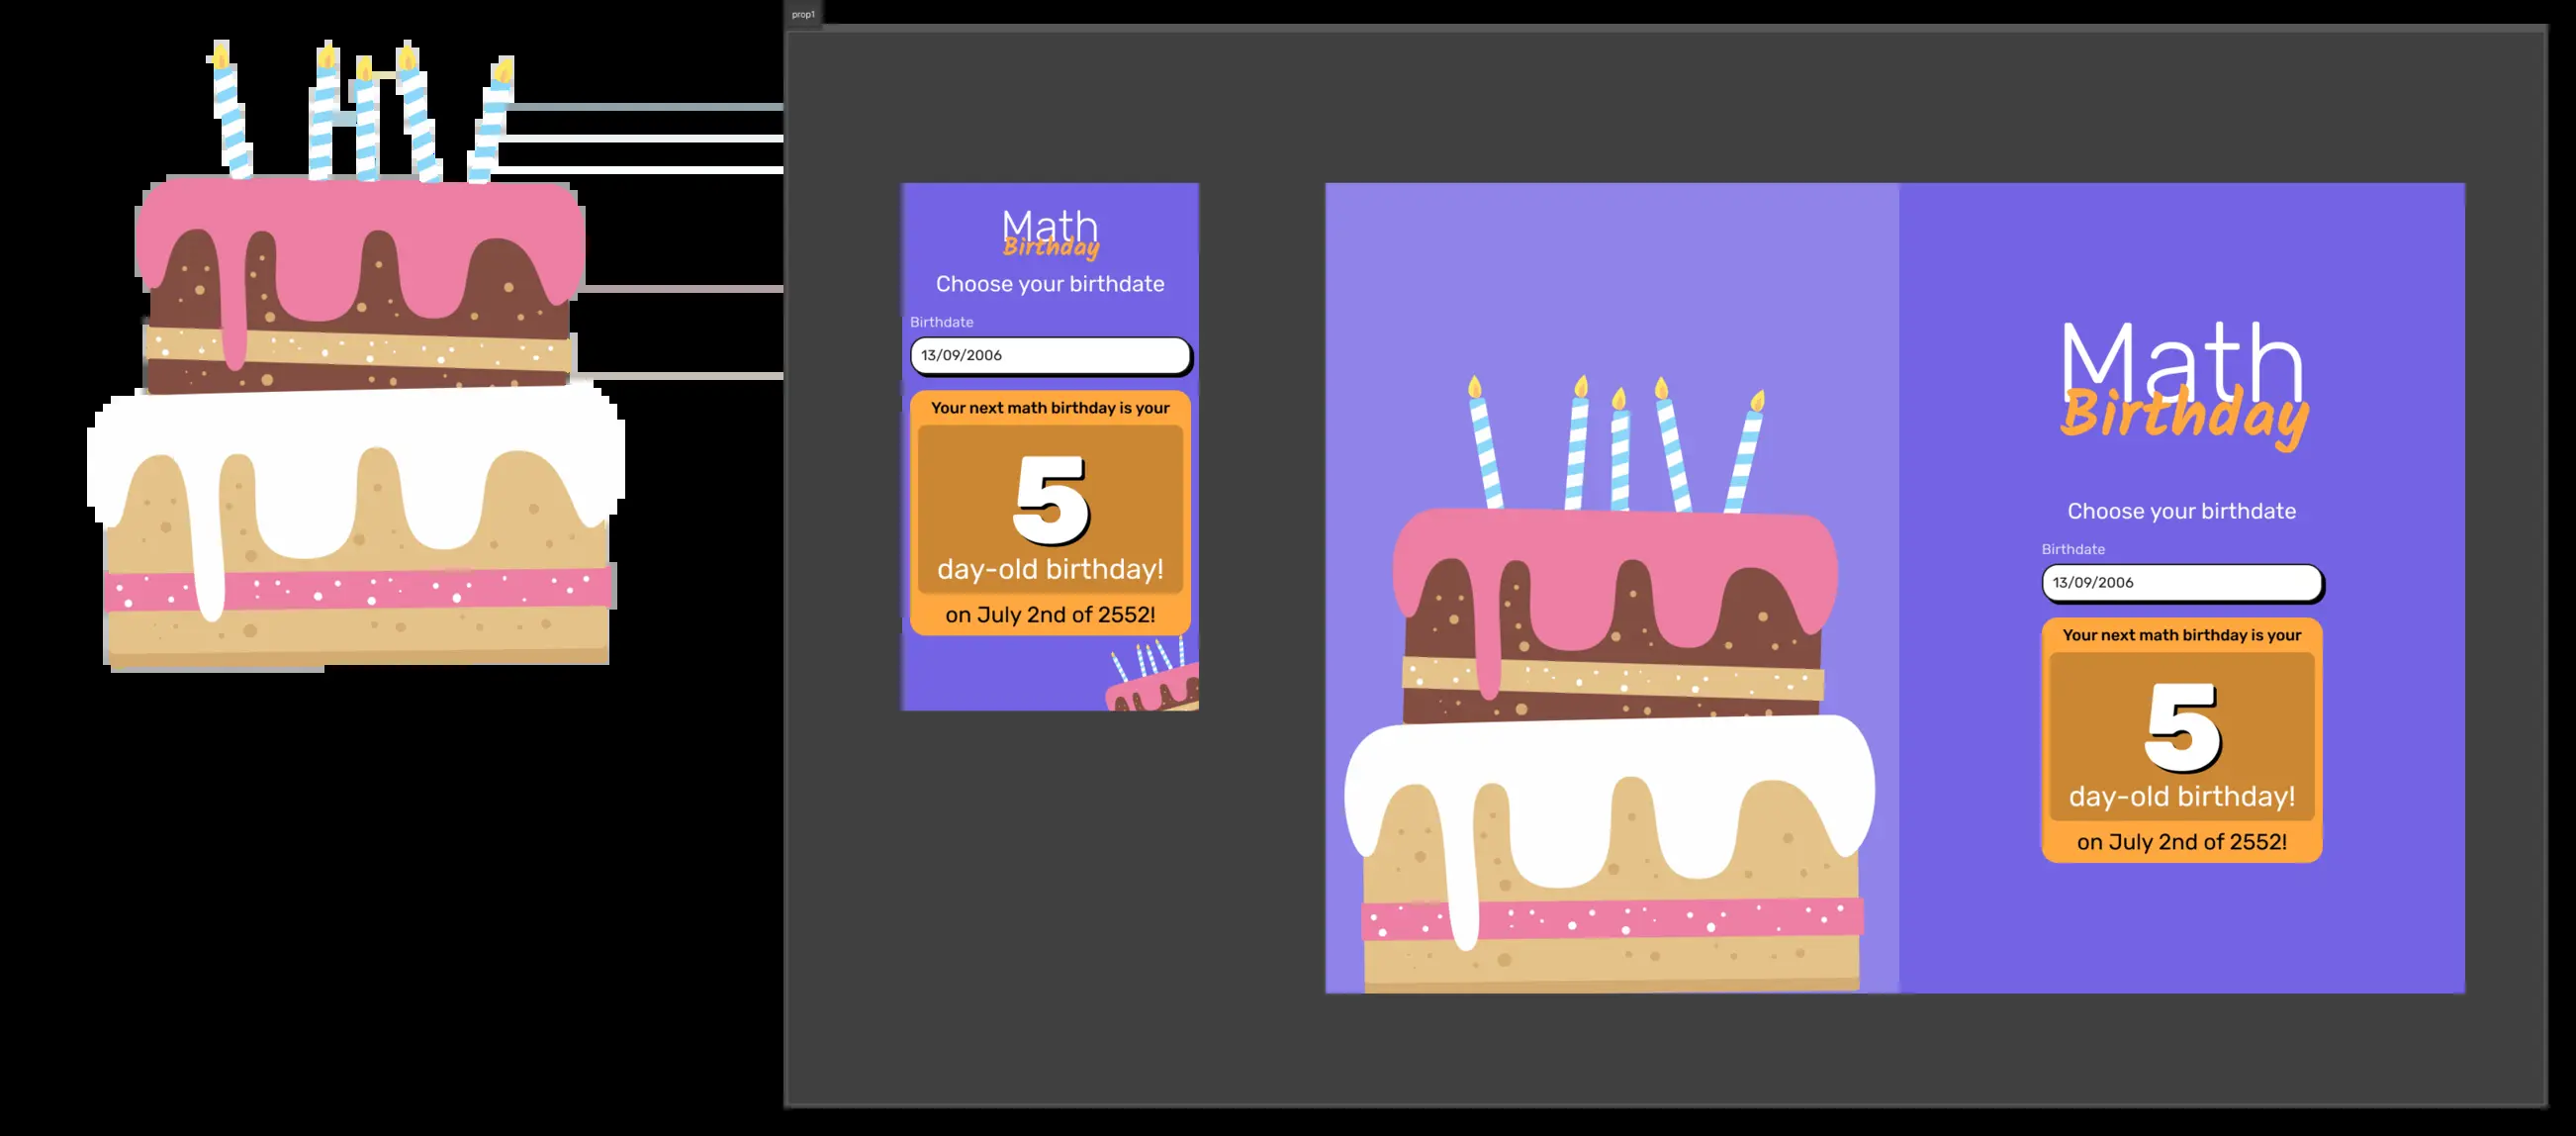 prop1
Math
Birthday
Choose your birthdate
Birthdate
13/09/2006
Your next math birthday is your
5
day-old birthday!
on July 2nd of 2552!
Math
Birthday
Choose your birthdate
Birthdate
13/09/2006
Your next math birthday is your
5
day-old birthday!
on July 2nd of 2552!